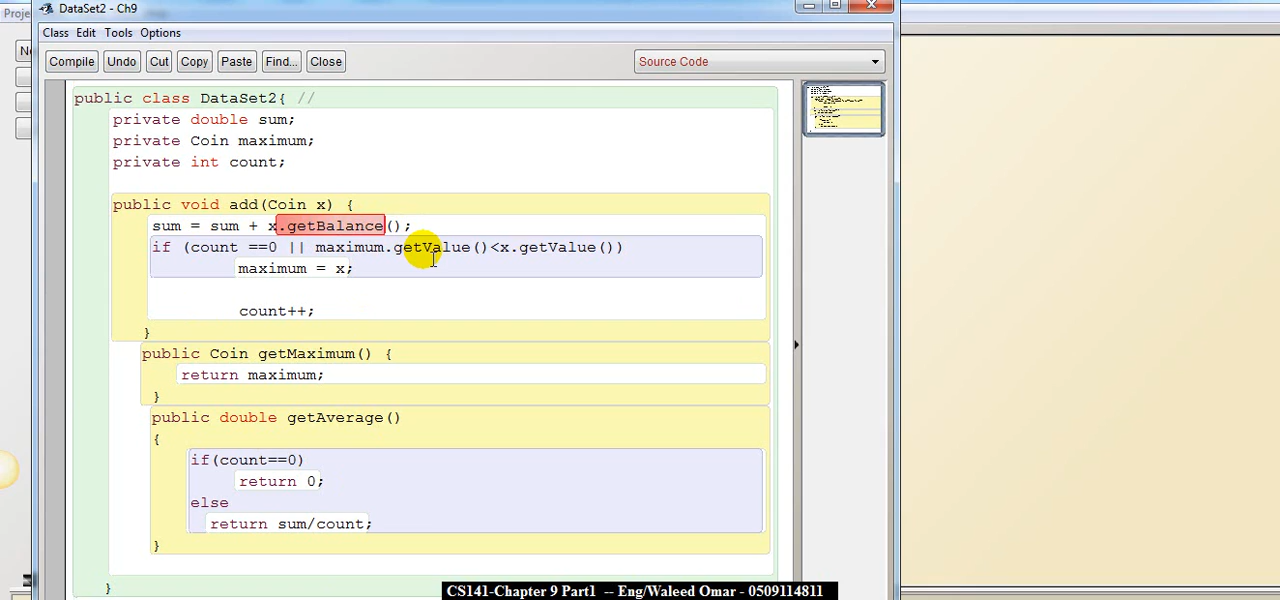 DataSet2 - Ch9
Proje
Class Edit Tools Options
Compile Undo Cut Copy Paste Find... Close Source Code
public class DataSet2{ //
private double sum;
private Coin maximum;
private int count;
public void add(Coin x) {
sum = sum + x.getBalance();
if (count ==0 || maximum.getValue()<x.getValue())
maximum = x;
count++;
}
public Coin getMaximum() {
return maximum;
}
public double getAverage()
{
if(count==0)
return 0;
else
return sum/count;
}
}
CS141-Chapter 9 Part1 -- Eng/Waleed Omar - 0509114811